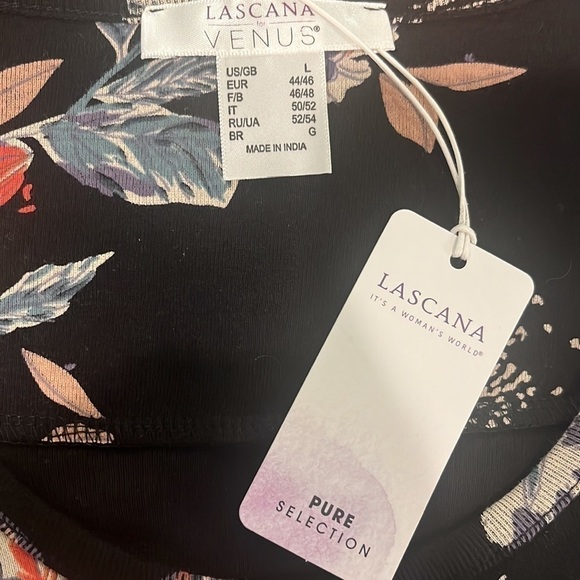 LASCANA
for
VENUS®
US/GB L
EUR 44/46
F/B 46/48
IT 50/52
RU/UA 52/54
BR G
MADE IN INDIA
LASCANA
IT'S A WOMAN'S WORLD®
PURE
SELECTION